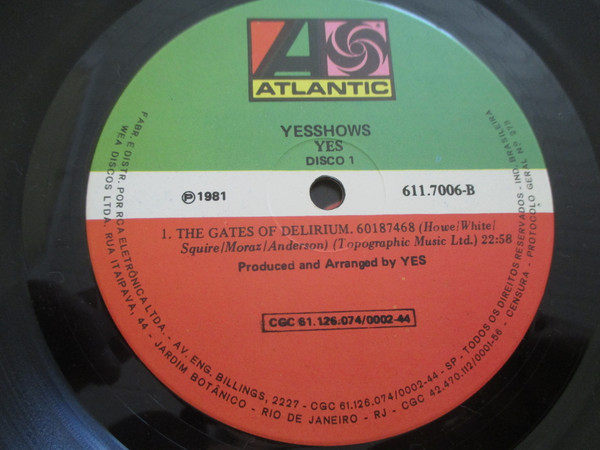 ATLANTIC
YESSHOWS
YES
DISCO 1
Ⓟ 1981
611.7006-B
1. THE GATES OF DELIRIUM. 60187468 (Howe/White/
Squire/Moraz/Anderson) (Topographic Music Ltd.) 22:58
Produced and Arranged by YES
CGC 61.126.074/0002-44
FABR. E DISTR. POR RCA ELETRÔNICA LTDA. - AV. ENG. BILLINGS, 2227 - CGC 61.126.074/0002-44 - SP - TODOS OS DIREITOS RESERVADOS - IND. BRASILEIRA
WEA DISCOS LTDA. RUA ITAIPAVA, 44 - JARDIM BOTÂNICO - RIO DE JANEIRO - RJ - CGC 42.470.112/0001-56 - CENSURA - PROTOCOLO GERAL Nº 273